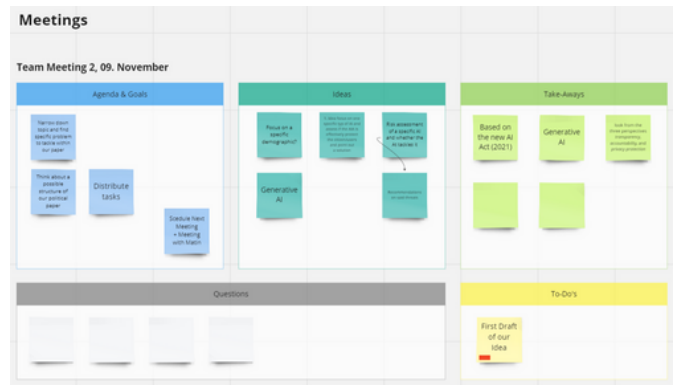 Meetings
Team Meeting 2, 09. November
Agenda & Goals
Narrow down
topic and find
specific problem
to tackle within
our paper
Think about a
possible
structure of
our political
paper
Distribute
tasks
Schedule Next
Meeting
+ Meeting
with Matin
Ideas
Focus on a
specific
demographic?
Risk assessment
of a specific AI
and whether the
AI tackles it
Generative
AI
Take-Aways
Based on
the new AI
Act (2021)
Generative
AI
look from the
three perspectives
transparency,
accountability, and
privacy protection
Questions
To-Do's
First Draft
of our
Idea